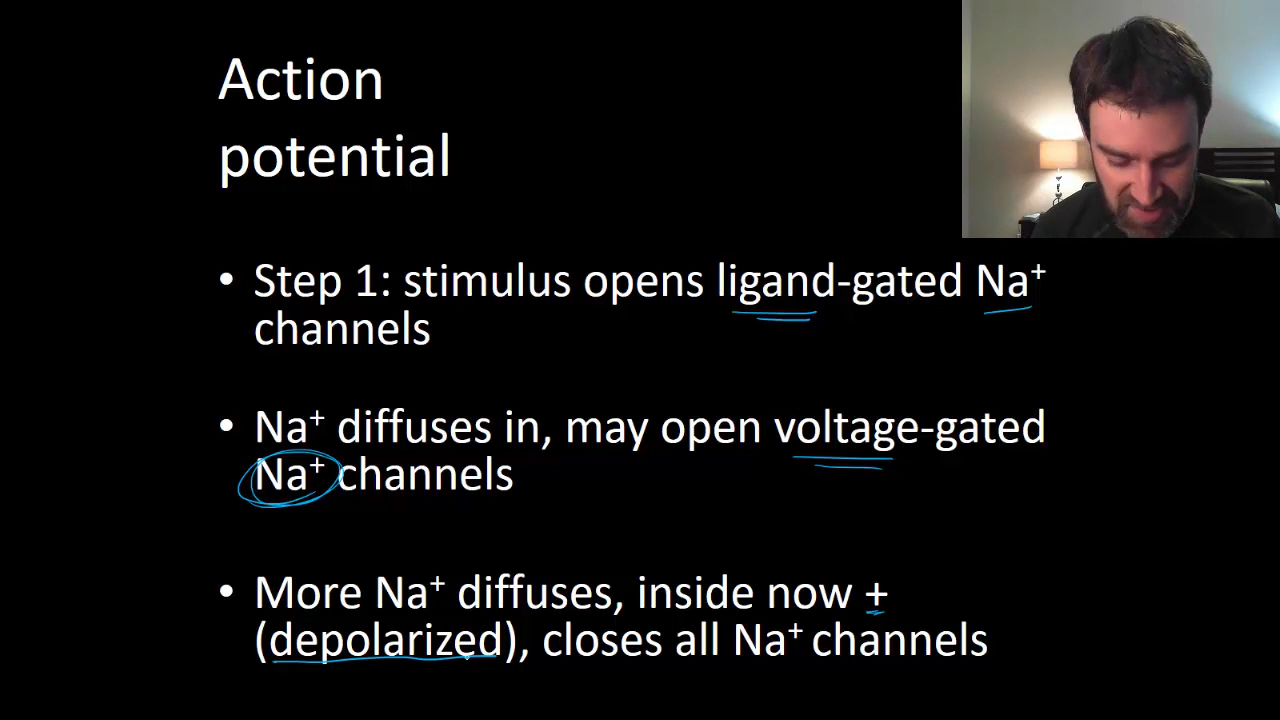 Action
potential
• Step 1: stimulus opens ligand-gated Na⁺
channels
• Na⁺ diffuses in, may open voltage-gated
Na⁺ channels
• More Na⁺ diffuses, inside now +
(depolarized), closes all Na⁺ channels